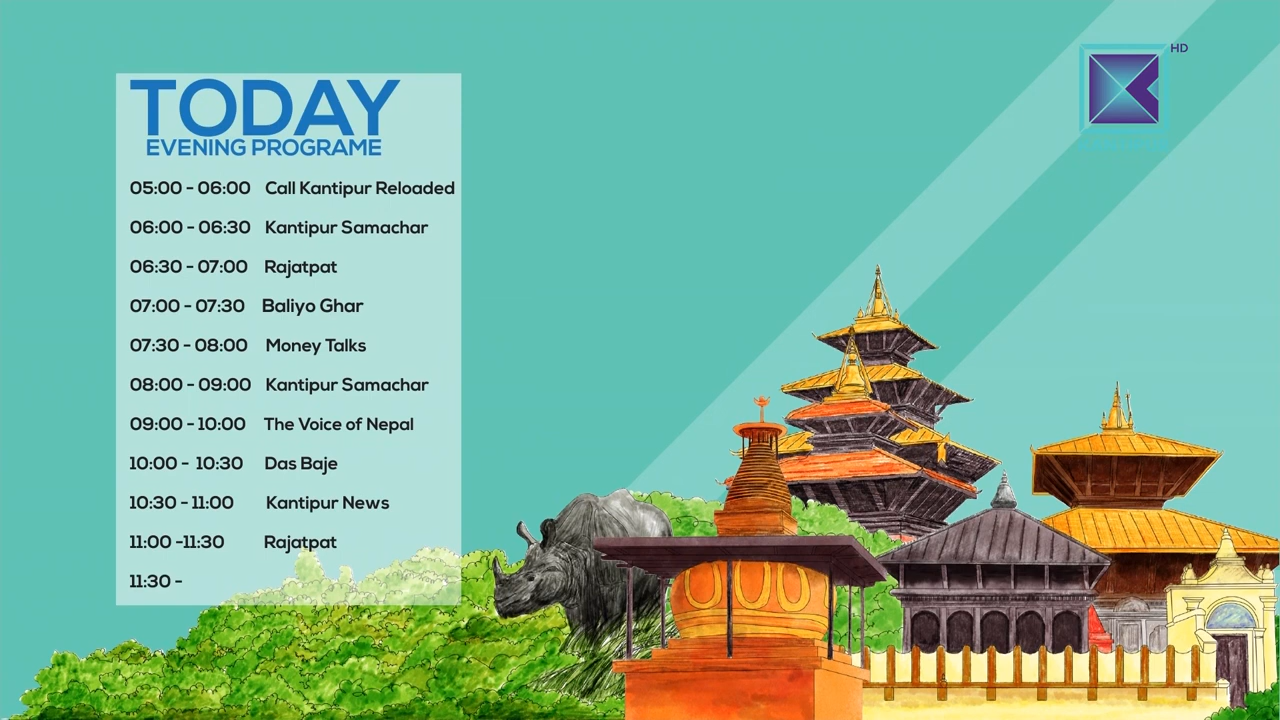 TODAY
EVENING PROGRAME
05:00 - 06:00 Call Kantipur Reloaded
06:00 - 06:30 Kantipur Samachar
06:30 - 07:00 Rajatpat
07:00 - 07:30 Baliyo Ghar
07:30 - 08:00 Money Talks
08:00 - 09:00 Kantipur Samachar
09:00 - 10:00 The Voice of Nepal
10:00 - 10:30 Das Baje
10:30 - 11:00 Kantipur News
11:00 -11:30 Rajatpat
11:30 -
HD